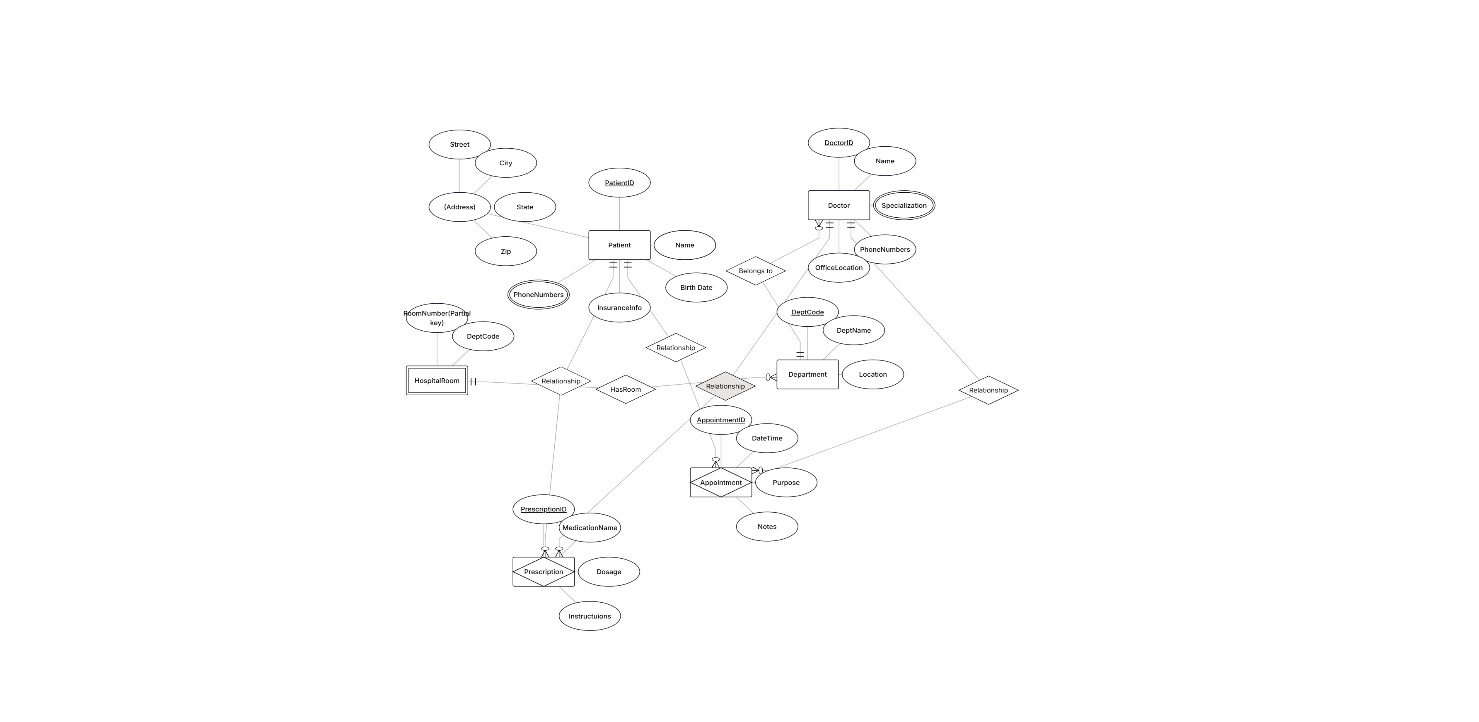 DoctorID
Street
Name
City
PatientID
(Address)
State
Doctor
Specialization
Patient
Name
PhoneNumbers
Zip
OfficeLocation
Belongs to
Birth Date
PhoneNumbers
InsuranceInfo
DeptCode
RoomNumber(Partial
key)
DeptName
DeptCode
Relationship
Department
Location
HospitalRoom
Relationship
HasRoom
Relationship
Relationship
AppointmentID
DateTime
Appointment
Purpose
PrescriptionID
MedicationName
Notes
Prescription
Dosage
Instructuions